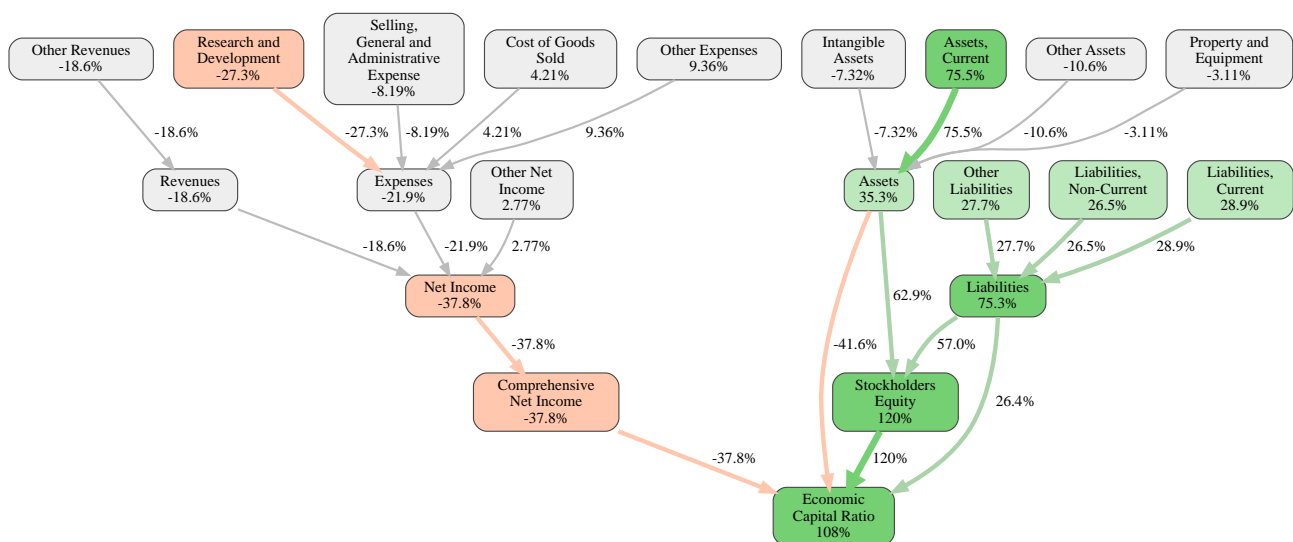 Other Revenues
-18.6%
Research and
Development
-27.3%
Selling,
General and
Administrative
Expense
-8.19%
Cost of Goods
Sold
4.21%
Other Expenses
9.36%
Intangible
Assets
-7.32%
Assets,
Current
75.5%
Other Assets
-10.6%
Property and
Equipment
-3.11%
-18.6%
-27.3%
-8.19%
4.21%
9.36%
-7.32%
75.5%
-10.6%
-3.11%
Revenues
-18.6%
Expenses
-21.9%
Other Net
Income
2.77%
Assets
35.3%
Other
Liabilities
27.7%
Liabilities,
Non-Current
26.5%
Liabilities,
Current
28.9%
-18.6%
-21.9%
2.77%
27.7%
26.5%
28.9%
Net Income
-37.8%
62.9%
Liabilities
75.3%
-37.8%
-41.6%
57.0%
Comprehensive
Net Income
-37.8%
Stockholders
Equity
120%
26.4%
-37.8%
120%
Economic
Capital Ratio
108%